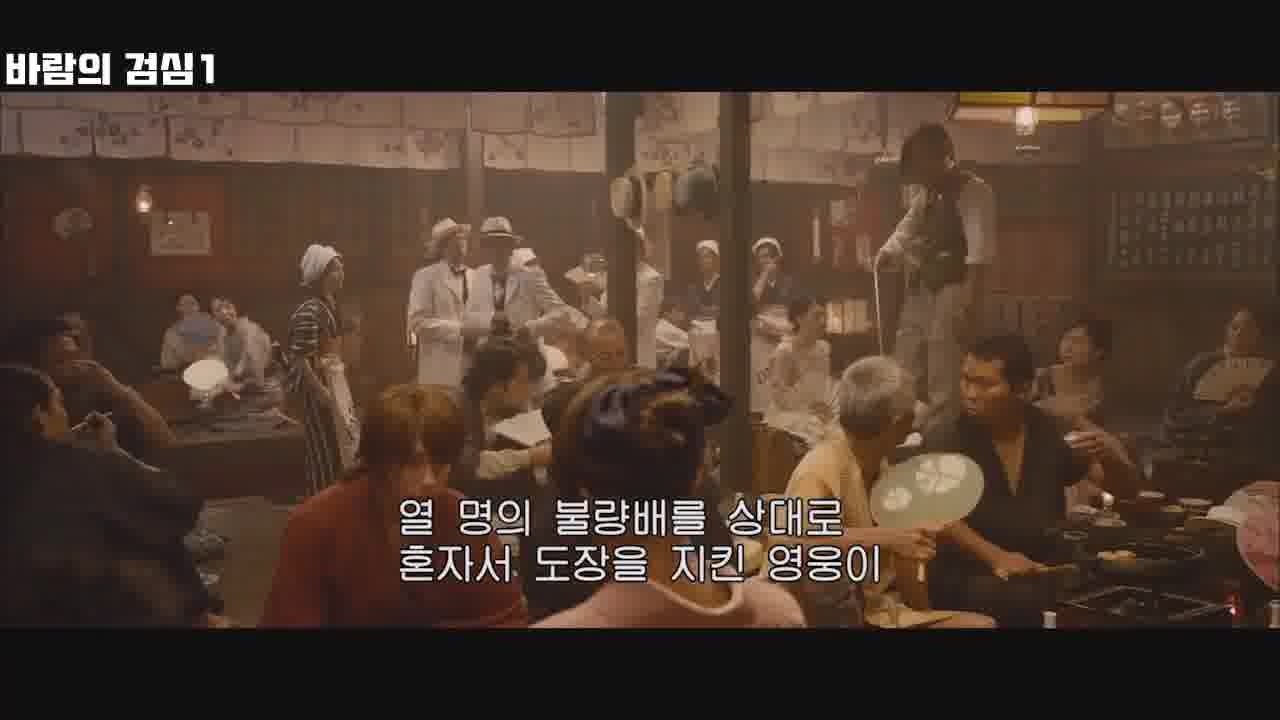 바람의 검심1
열 명의 불량배를 상대로
혼자서 도장을 지킨 영웅이